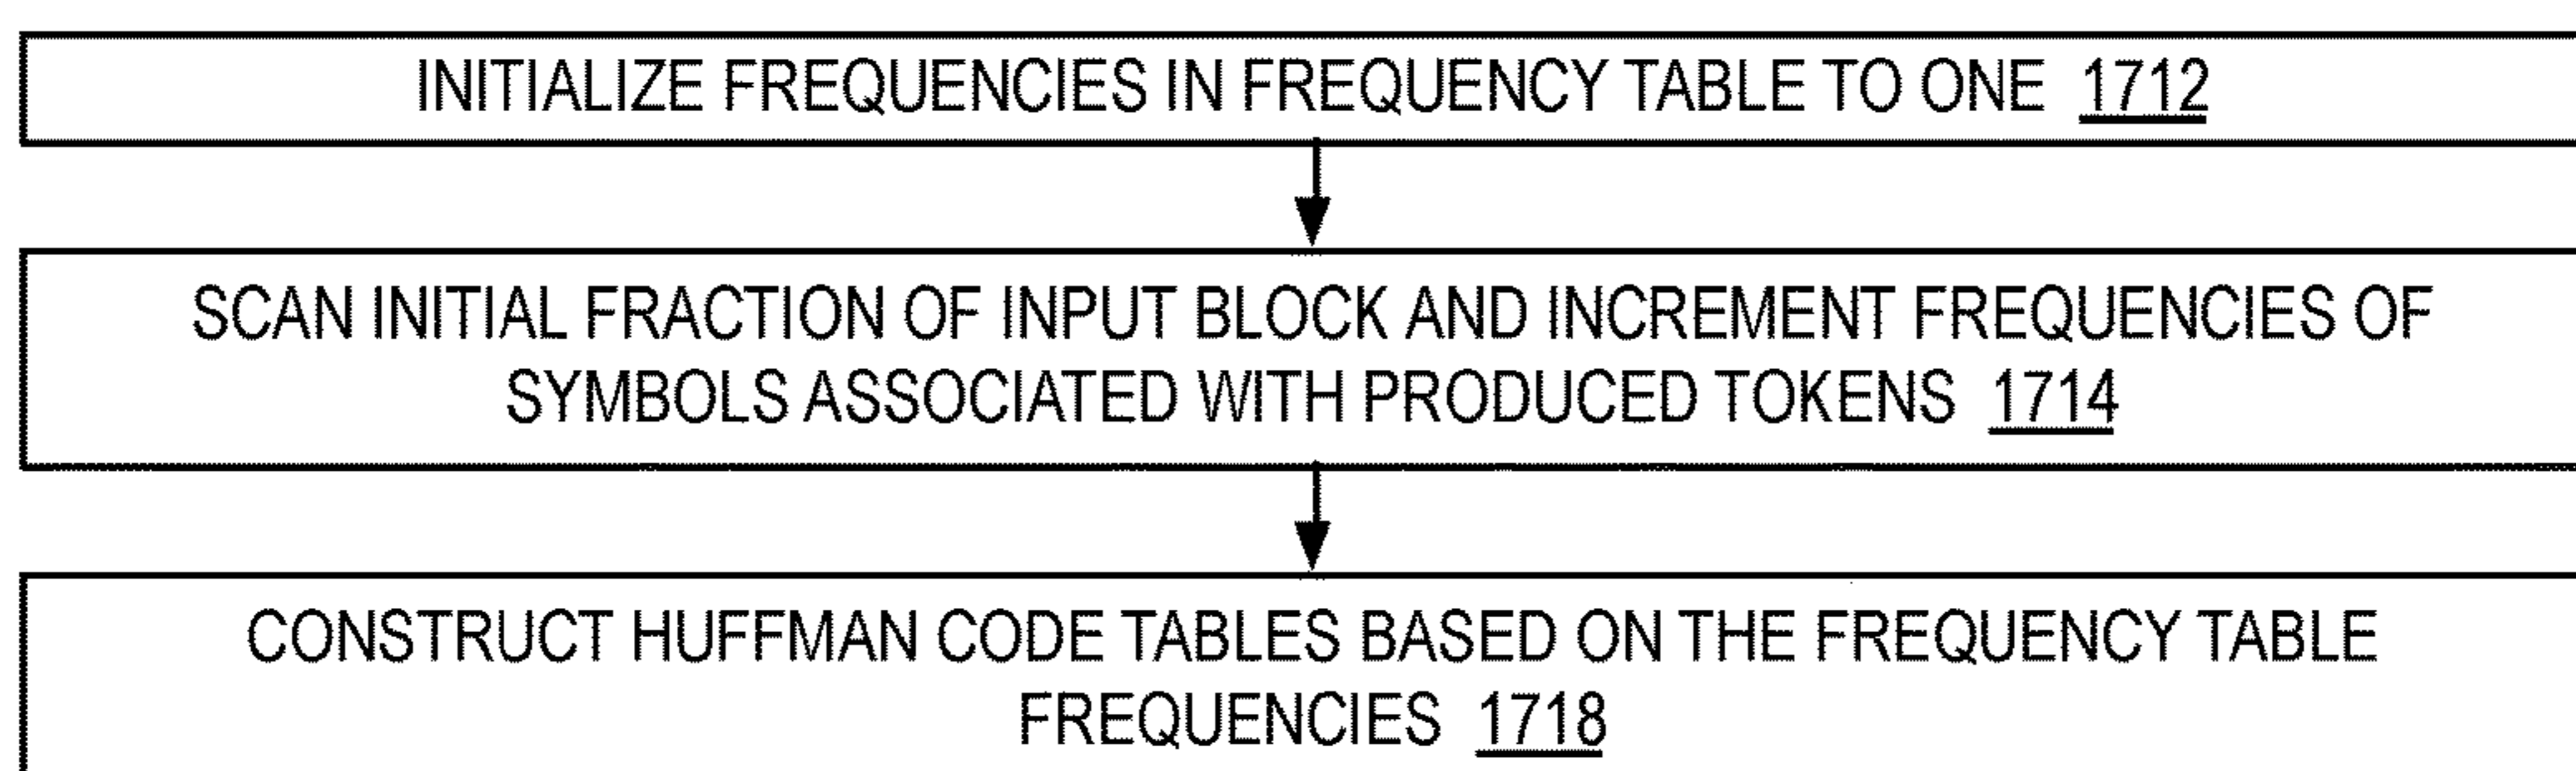 INITIALIZE FREQUENCIES IN FREQUENCY TABLE TO ONE 1712
SCAN INITIAL FRACTION OF INPUT BLOCK AND INCREMENT FREQUENCIES OF
SYMBOLS ASSOCIATED WITH PRODUCED TOKENS 1714
CONSTRUCT HUFFMAN CODE TABLES BASED ON THE FREQUENCY TABLE
FREQUENCIES 1718